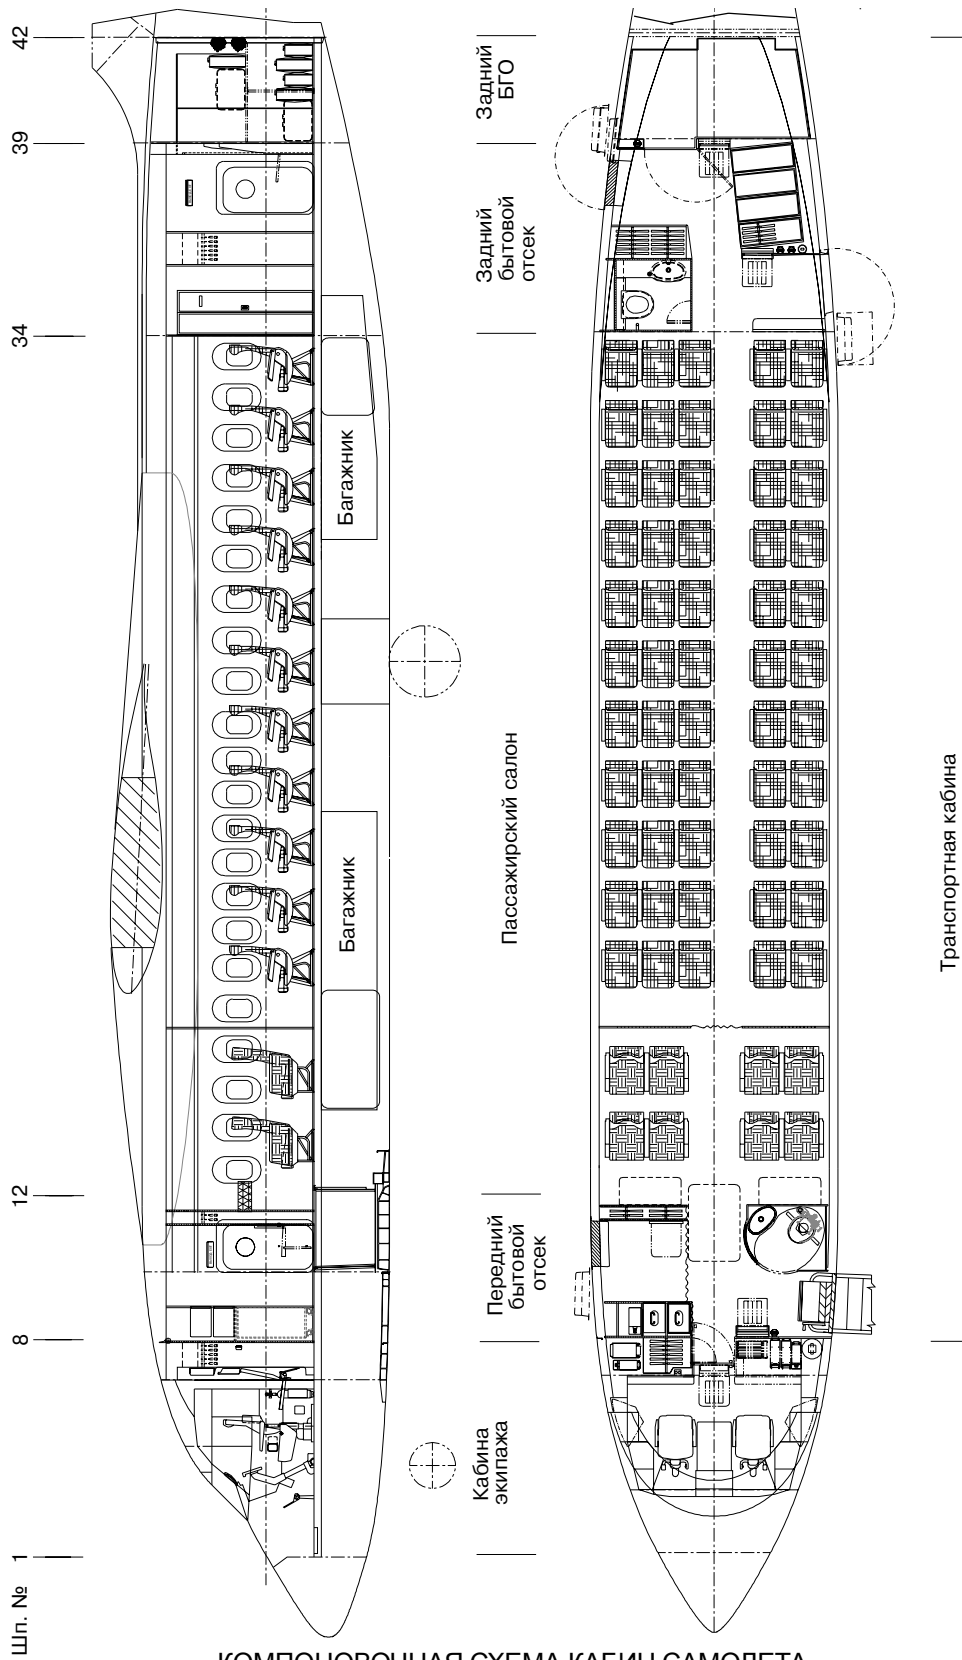 42
39
34
12
8
1
Шп. №
Багажник
Багажник
Задний
БГО
Задний
бытовой
отсек
Пассажирский салон
Передний
бытовой
отсек
Кабина
экипажа
Транспортная кабина
КОМПОНОВОЧНАЯ СХЕМА КАБИН САМОЛЕТА